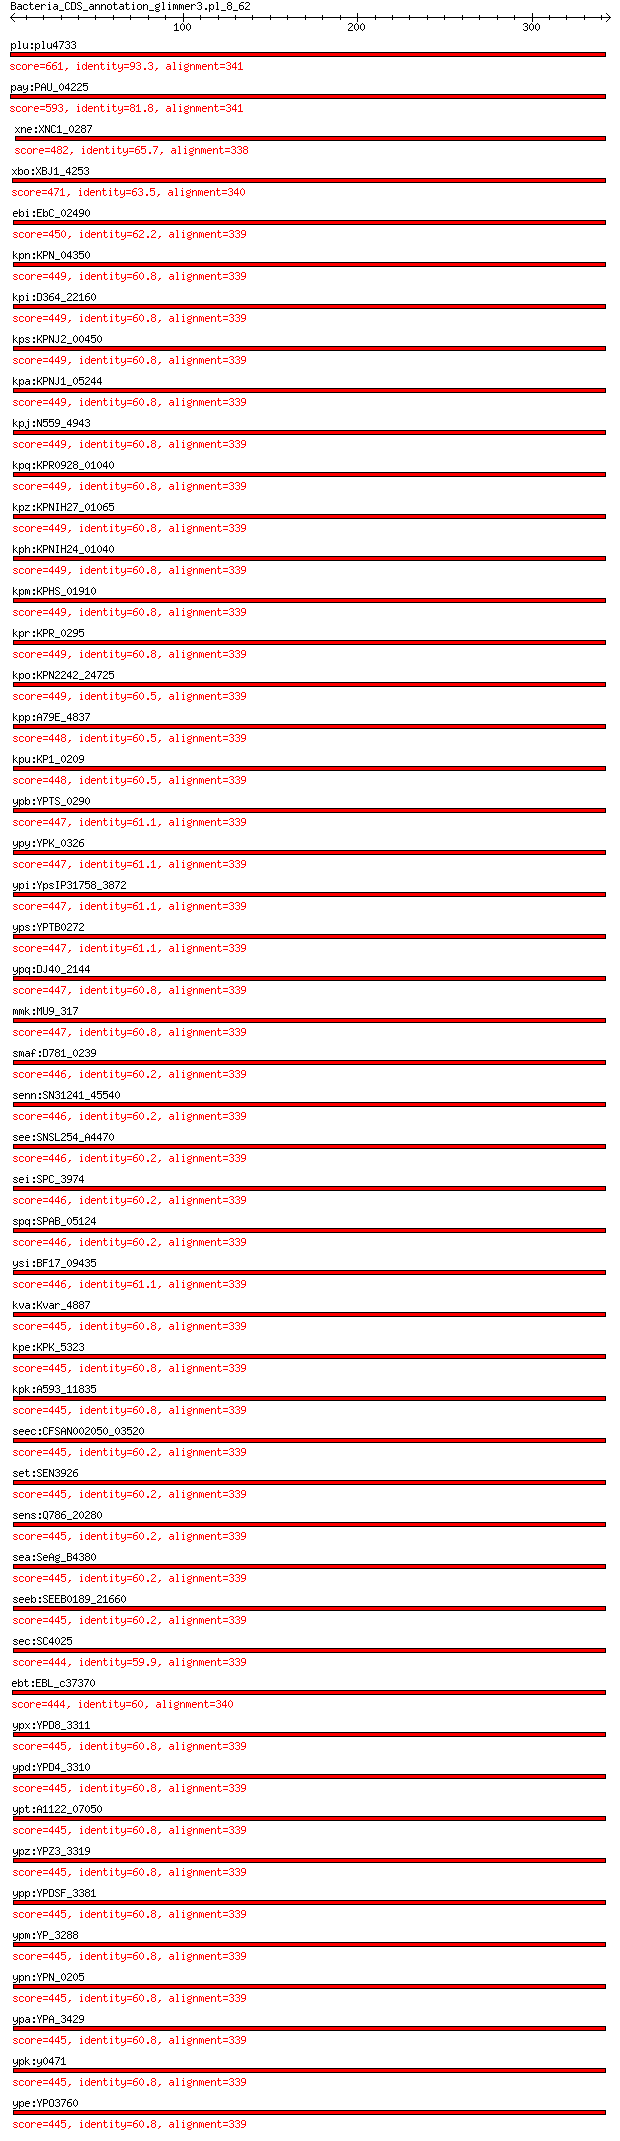 Bacteria_CDS_annotation_glimmer3.pl_8_62
100 200 300
plu:plu4733
score=661, identity=93.3, alignment=341
pay:PAU_04225
score=593, identity=81.8, alignment=341
xne:XNC1_0287
score=482, identity=65.7, alignment=338
xbo:XBJ1_4253
score=471, identity=63.5, alignment=340
ebi:EbC_02490
score=450, identity=62.2, alignment=339
kpn:KPN_04350
score=449, identity=60.8, alignment=339
kpi:D364_22160
score=449, identity=60.8, alignment=339
kps:KPNJ2_00450
score=449, identity=60.8, alignment=339
kpa:KPNJ1_05244
score=449, identity=60.8, alignment=339
kpj:N559_4943
score=449, identity=60.8, alignment=339
kpq:KPR0928_01040
score=449, identity=60.8, alignment=339
kpz:KPNIH27_01065
score=449, identity=60.8, alignment=339
kph:KPNIH24_01040
score=449, identity=60.8, alignment=339
kpm:KPHS_01910
score=449, identity=60.8, alignment=339
kpr:KPR_0295
score=449, identity=60.8, alignment=339
kpo:KPN2242_24725
score=449, identity=60.5, alignment=339
kpp:A79E_4837
score=448, identity=60.5, alignment=339
kpu:KP1_0209
score=448, identity=60.5, alignment=339
ypb:YPTS_0290
score=447, identity=61.1, alignment=339
ypy:YPK_0326
score=447, identity=61.1, alignment=339
ypi:YpsIP31758_3872
score=447, identity=61.1, alignment=339
yps:YPTB0272
score=447, identity=61.1, alignment=339
ypq:DJ40_2144
score=447, identity=60.8, alignment=339
mmk:MU9_317
score=447, identity=60.8, alignment=339
smaf:D781_0239
score=446, identity=60.2, alignment=339
senn:SN31241_45540
score=446, identity=60.2, alignment=339
see:SNSL254_A4470
score=446, identity=60.2, alignment=339
sei:SPC_3974
score=446, identity=60.2, alignment=339
spq:SPAB_05124
score=446, identity=60.2, alignment=339
ysi:BF17_09435
score=446, identity=61.1, alignment=339
kva:Kvar_4887
score=445, identity=60.8, alignment=339
kpe:KPK_5323
score=445, identity=60.8, alignment=339
kpk:A593_11835
score=445, identity=60.8, alignment=339
seec:CFSAN002050_03520
score=445, identity=60.2, alignment=339
set:SEN3926
score=445, identity=60.2, alignment=339
sens:Q786_20280
score=445, identity=60.2, alignment=339
sea:SeAg_B4380
score=445, identity=60.2, alignment=339
seeb:SEEB0189_21660
score=445, identity=60.2, alignment=339
sec:SC4025
score=444, identity=59.9, alignment=339
ebt:EBL_c37370
score=444, identity=60, alignment=340
ypx:YPD8_3311
score=445, identity=60.8, alignment=339
ypd:YPD4_3310
score=445, identity=60.8, alignment=339
ypt:A1122_07050
score=445, identity=60.8, alignment=339
ypz:YPZ3_3319
score=445, identity=60.8, alignment=339
ypp:YPDSF_3381
score=445, identity=60.8, alignment=339
ypm:YP_3288
score=445, identity=60.8, alignment=339
ypn:YPN_0205
score=445, identity=60.8, alignment=339
ypa:YPA_3429
score=445, identity=60.8, alignment=339
ypk:y0471
score=445, identity=60.8, alignment=339
ype:YPO3760
score=445, identity=60.8, alignment=339